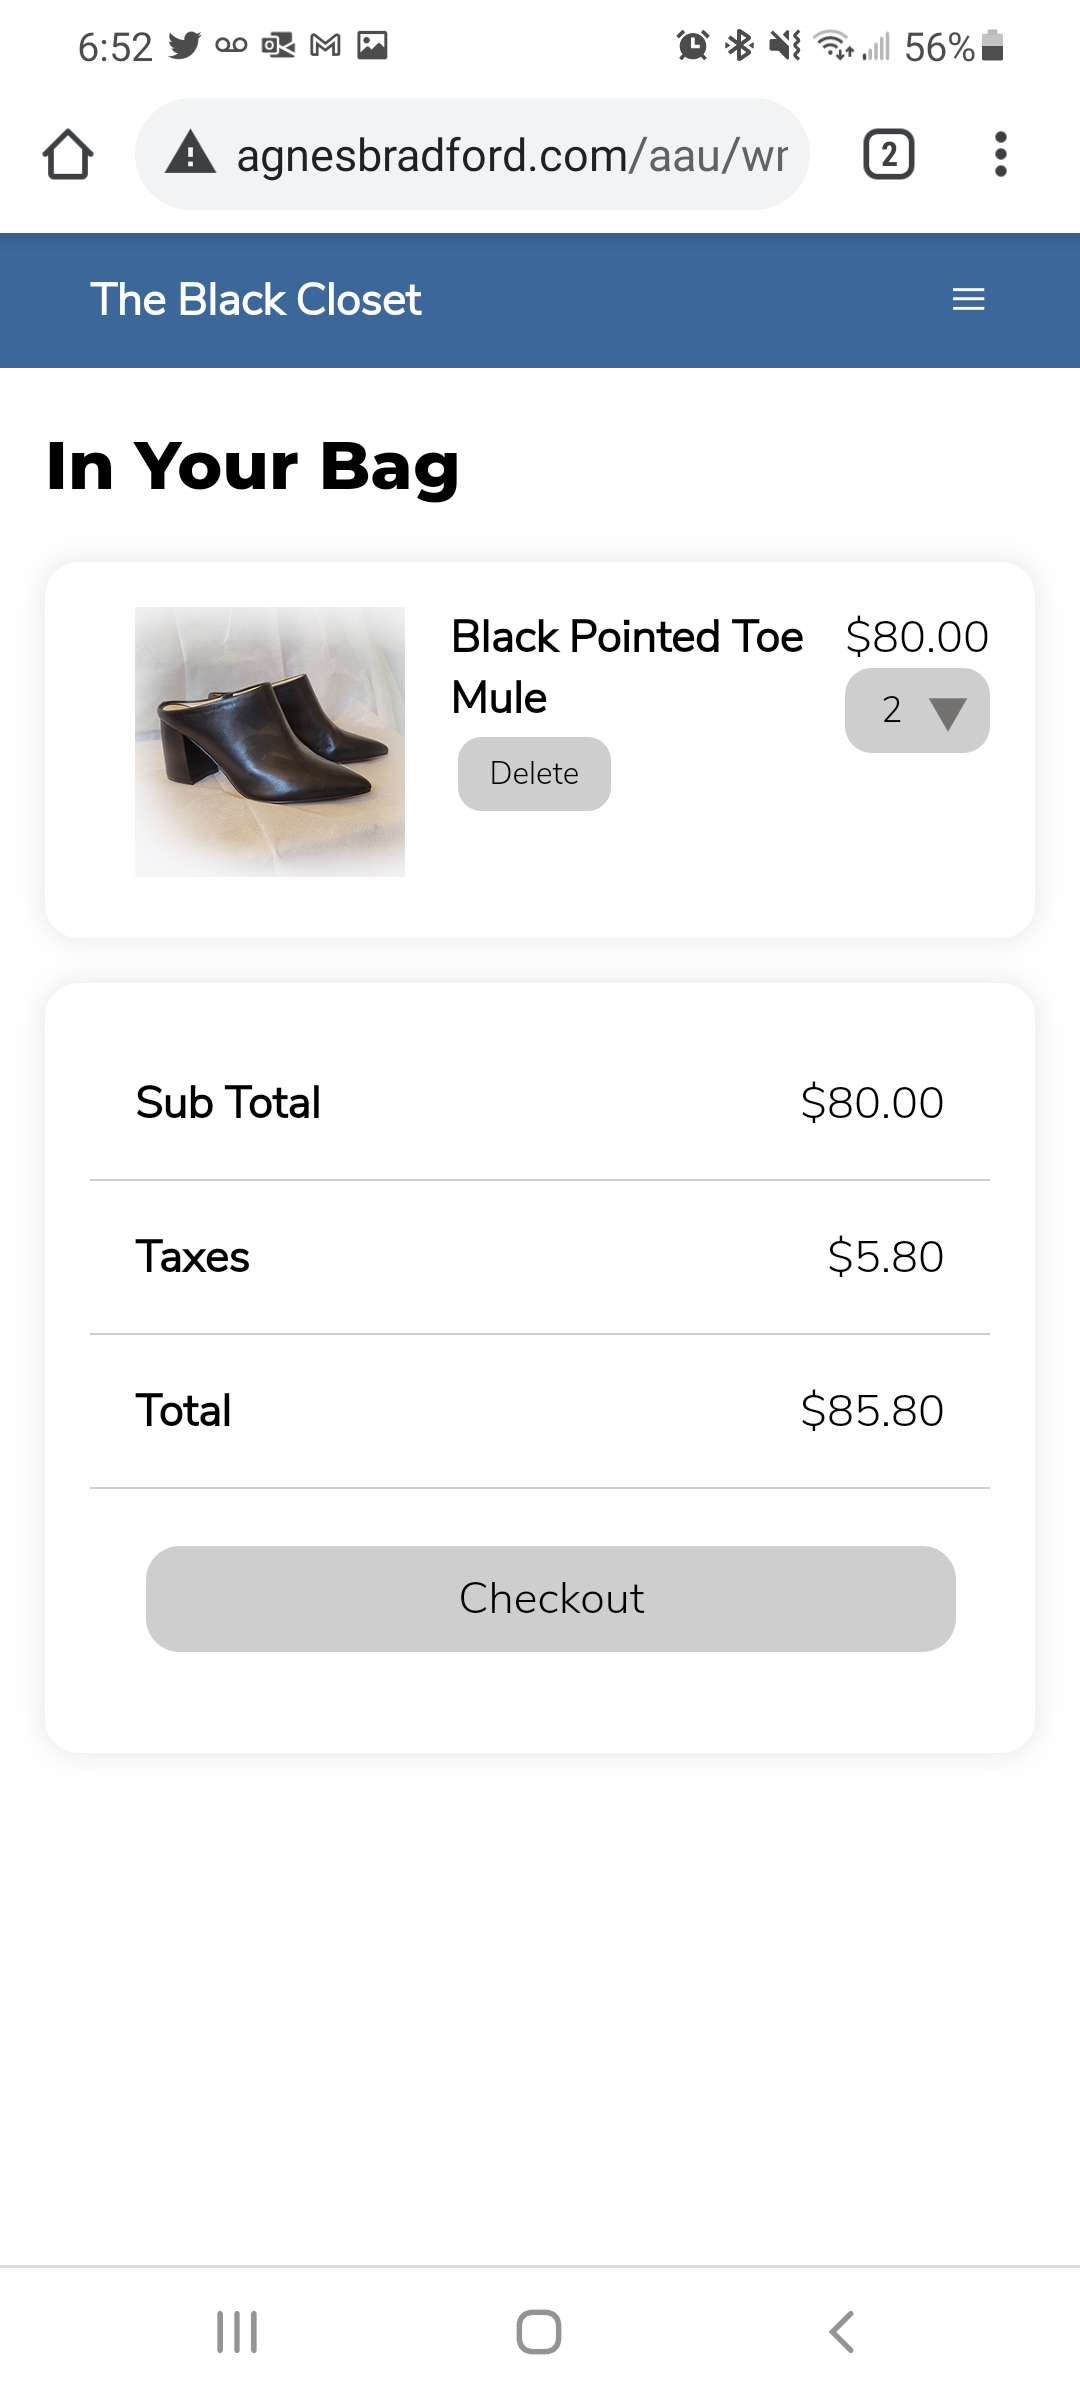 6:52 56%
agnesbradford.com/aau/wr 2
The Black Closet
In Your Bag
Black Pointed Toe $80.00
Mule
2
Delete
Sub Total $80.00
Taxes $5.80
Total $85.80
Checkout